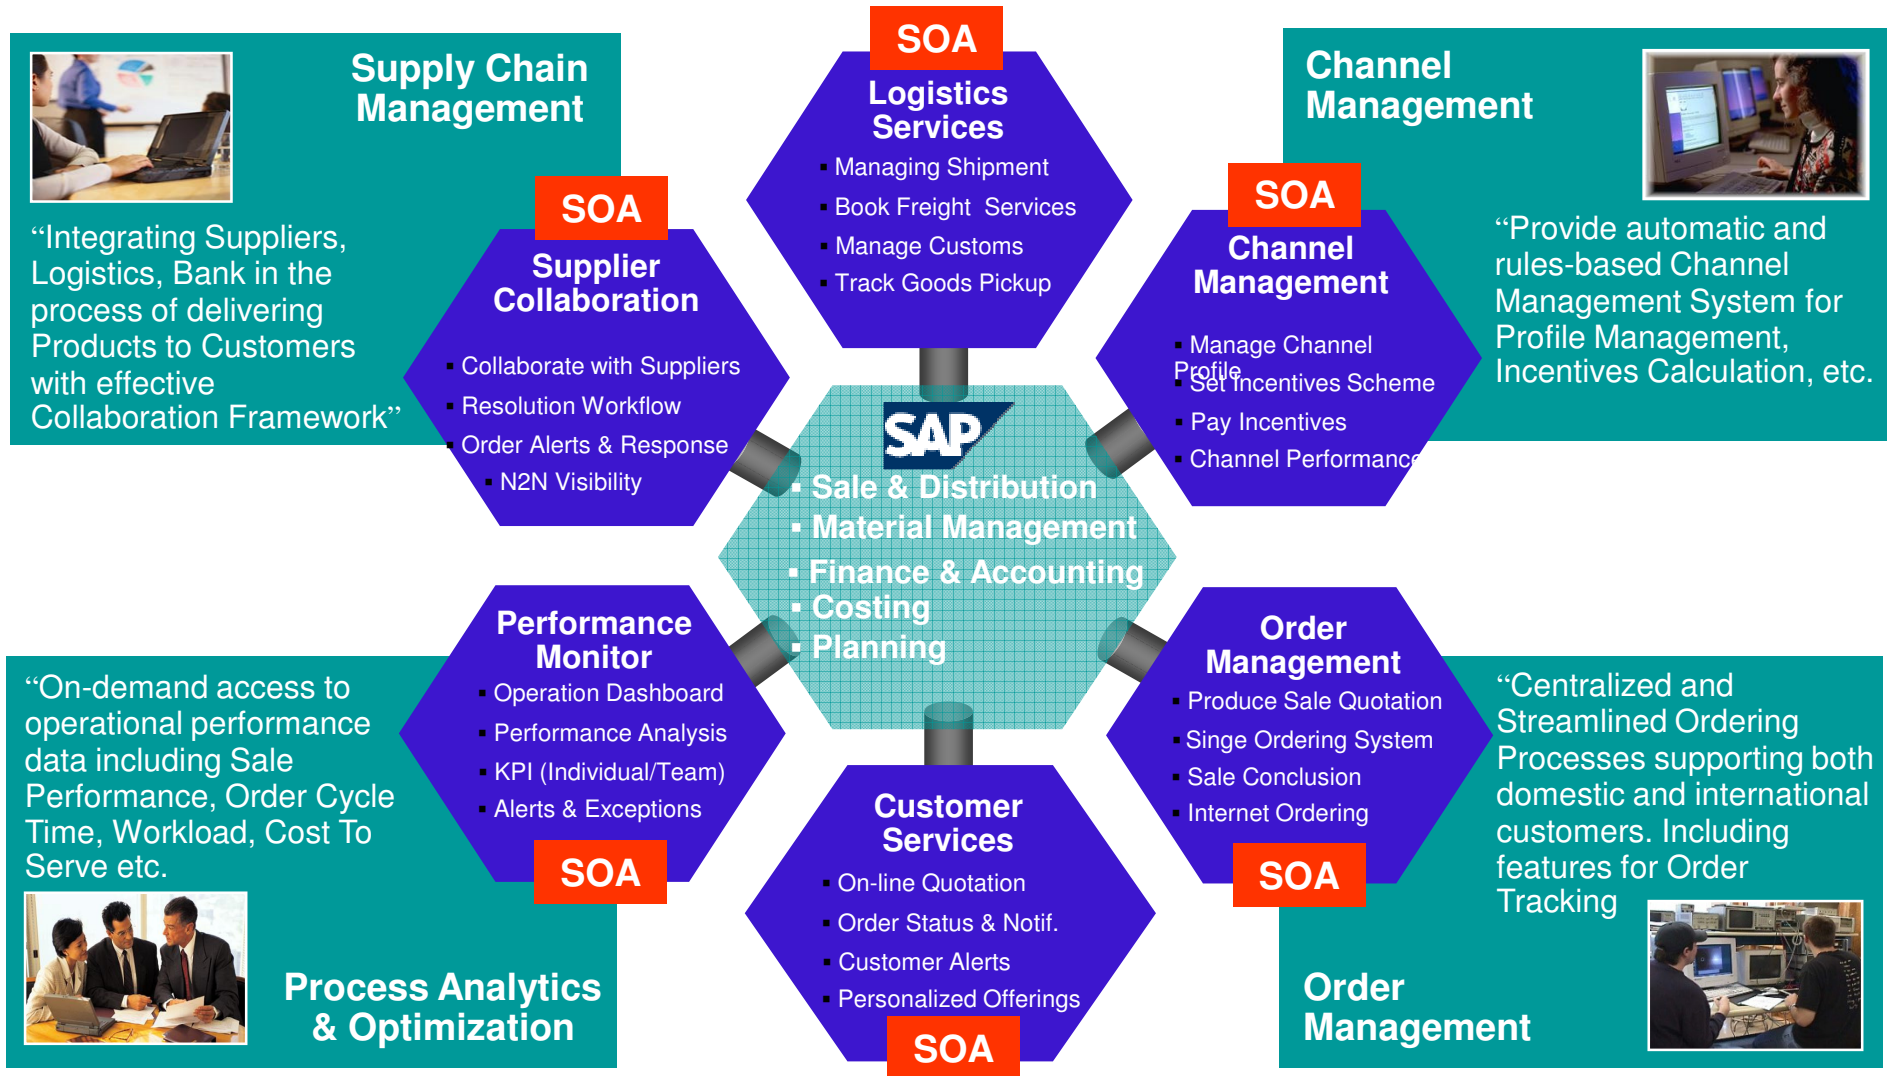 Supply Chain
Management
“Integrating Suppliers,
Logistics, Bank in the
process of delivering
Products to Customers
with effective
Collaboration Framework”
SOA
Supplier
Collaboration
▪ Collaborate with Suppliers
▪ Resolution Workflow
▪ Order Alerts & Response
▪ N2N Visibility
SOA
Logistics
Services
▪ Managing Shipment
▪ Book Freight Services
▪ Manage Customs
▪ Track Goods Pickup
SOA
Channel
Management
▪ Manage Channel
Profile
▪ Set Incentives Scheme
▪ Pay Incentives
▪ Channel Performance
Channel
Management
“Provide automatic and
rules-based Channel
Management System for
Profile Management,
Incentives Calculation, etc.
SAP
▪ Sale & Distribution
▪ Material Management
▪ Finance & Accounting
▪ Costing
▪ Planning
“On-demand access to
operational performance
data including Sale
Performance, Order Cycle
Time, Workload, Cost To
Serve etc.
Process Analytics
& Optimization
Performance
Monitor
▪ Operation Dashboard
▪ Performance Analysis
▪ KPI (Individual/Team)
▪ Alerts & Exceptions
SOA
Customer
Services
▪ On-line Quotation
▪ Order Status & Notif.
▪ Customer Alerts
▪ Personalized Offerings
SOA
Order
Management
▪ Produce Sale Quotation
▪ Singe Ordering System
▪ Sale Conclusion
▪ Internet Ordering
SOA
“Centralized and
Streamlined Ordering
Processes supporting both
domestic and international
customers. Including
features for Order
Tracking
Order
Management